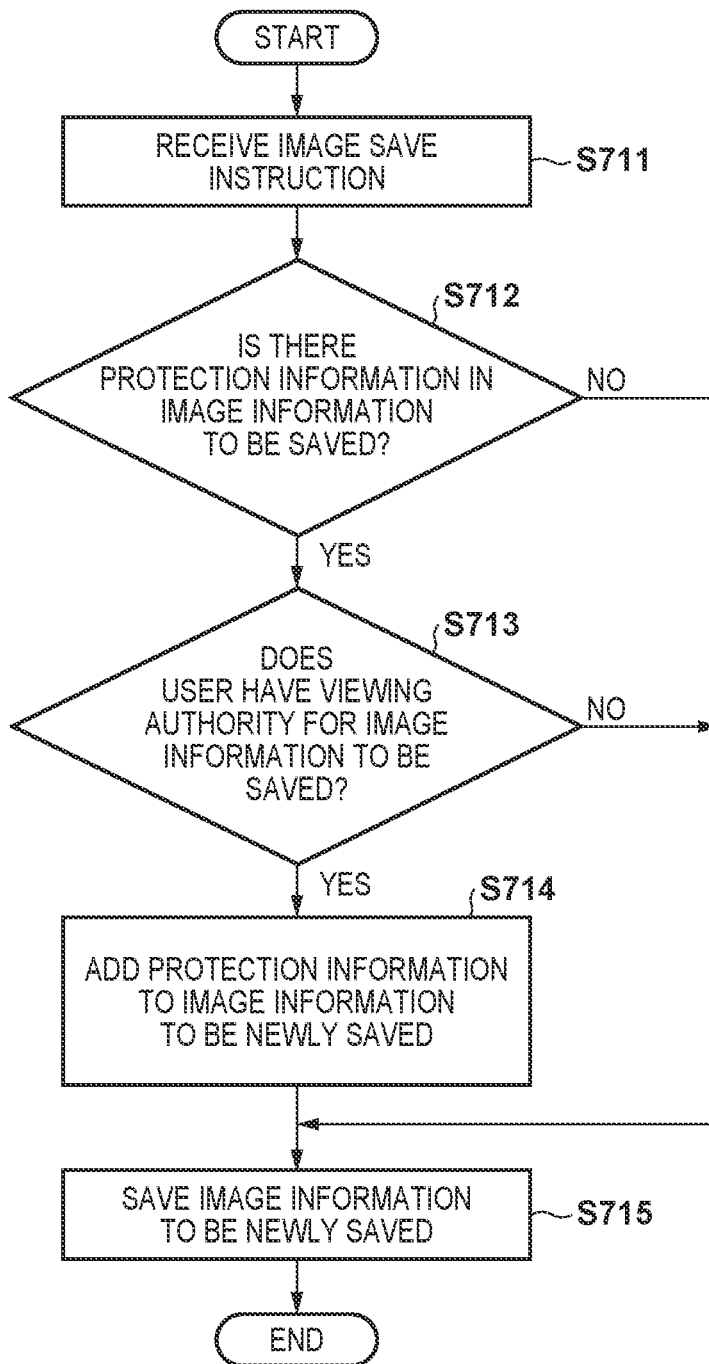 START
RECEIVE IMAGE SAVE
INSTRUCTION
S711
S712
IS THERE
PROTECTION INFORMATION IN
IMAGE INFORMATION
TO BE SAVED?
NO
YES
S713
DOES
USER HAVE VIEWING
AUTHORITY FOR IMAGE
INFORMATION TO BE
SAVED?
NO
YES
S714
ADD PROTECTION INFORMATION
TO IMAGE INFORMATION
TO BE NEWLY SAVED
SAVE IMAGE INFORMATION
TO BE NEWLY SAVED
S715
END